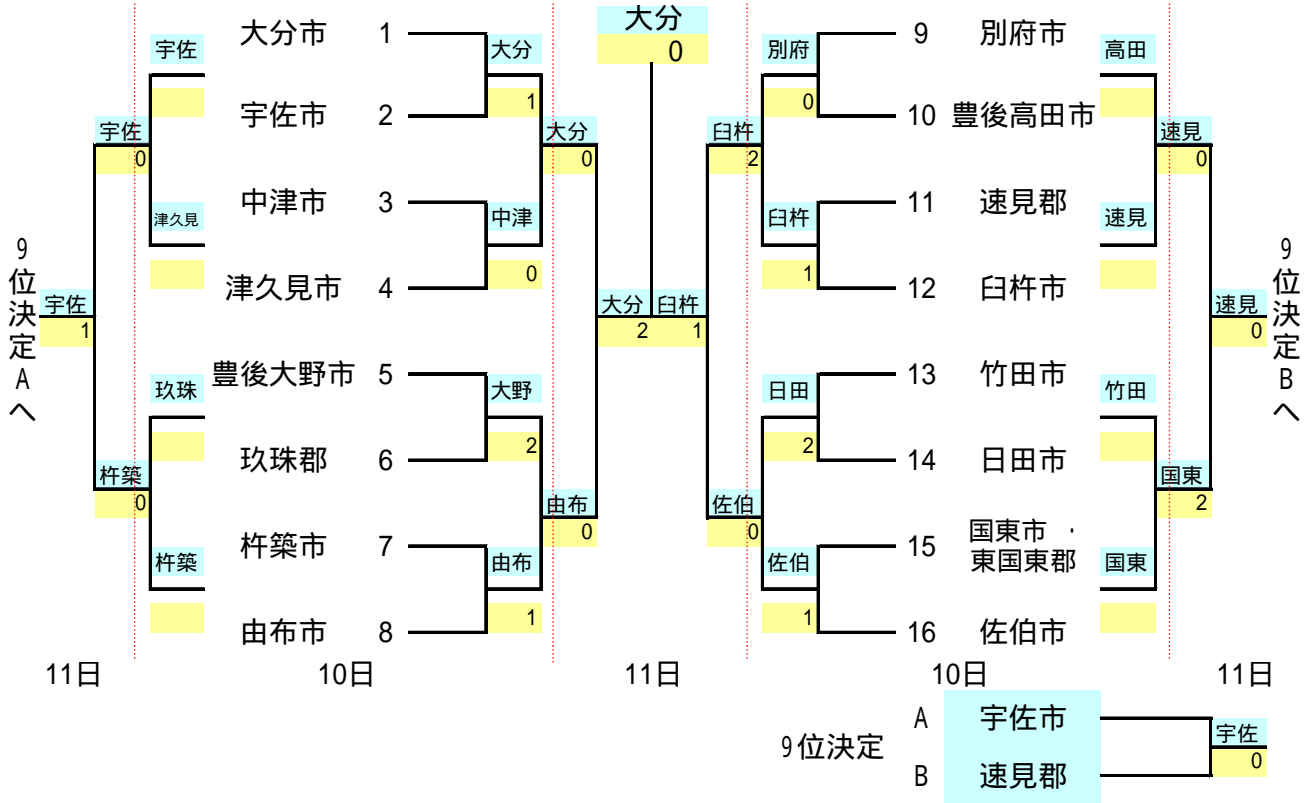 大分
0
大分市 1
宇佐
大分
1
宇佐市 2
宇佐
0
大分
0
中津市 3
津久見
中津
0
津久見市 4
9位決定Aへ
宇佐
1
大分
2
臼杵
1
豊後大野市 5
玖珠
大野
2
玖珠郡 6
杵築
0
由布
0
杵築市 7
杵築
由布
1
由布市 8
9 別府市
別府
0
高田
10 豊後高田市
臼杵
2
速見
0
11 速見郡
臼杵
1
速見
12 臼杵市
速見
0
9位決定Bへ
13 竹田市
日田
2
竹田
14 日田市
佐伯
0
国東
2
15 国東市・
東国東郡
佐伯
1
国東
16 佐伯市
11日 10日 11日 10日 11日
9位決定
A 宇佐市
B 速見郡
宇佐
0